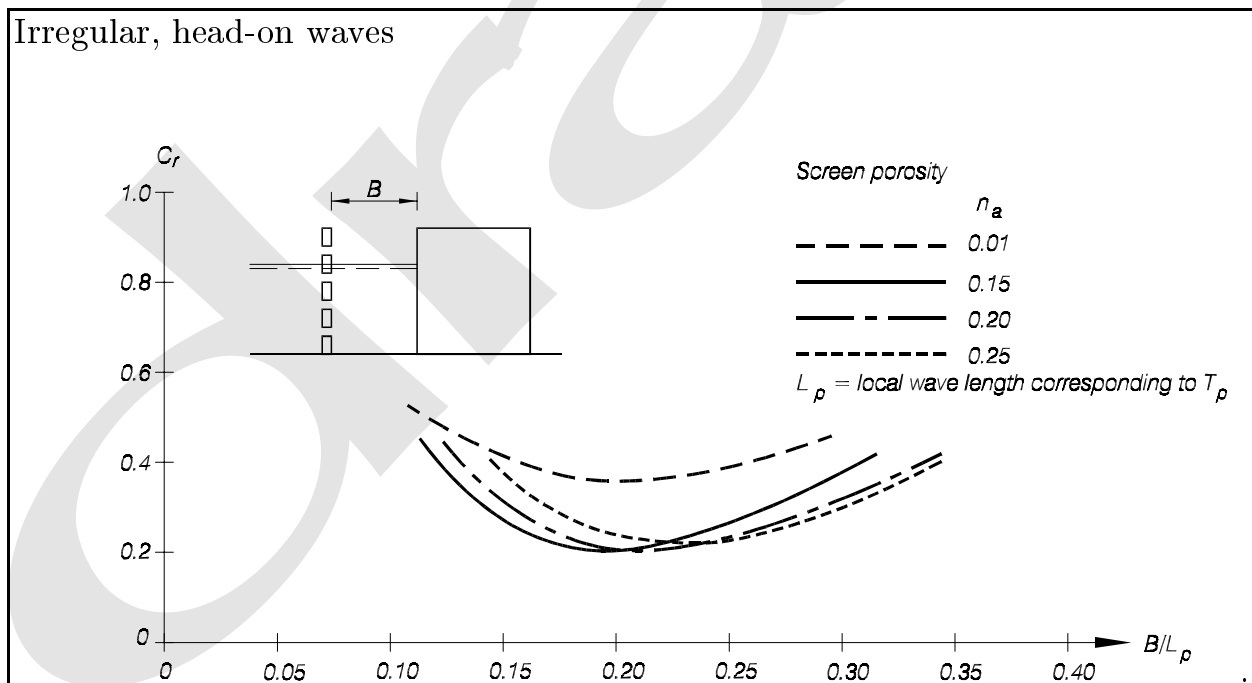 Irregular, head-on waves
C_r
1.0
0.8
0.6
0.4
0.2
0
B
Screen porosity
n_a
0.01
0.15
0.20
0.25
L_p = local wave length corresponding to T_p
0 0.05 0.10 0.15 0.20 0.25 0.30 0.35 0.40
B/L_p
.